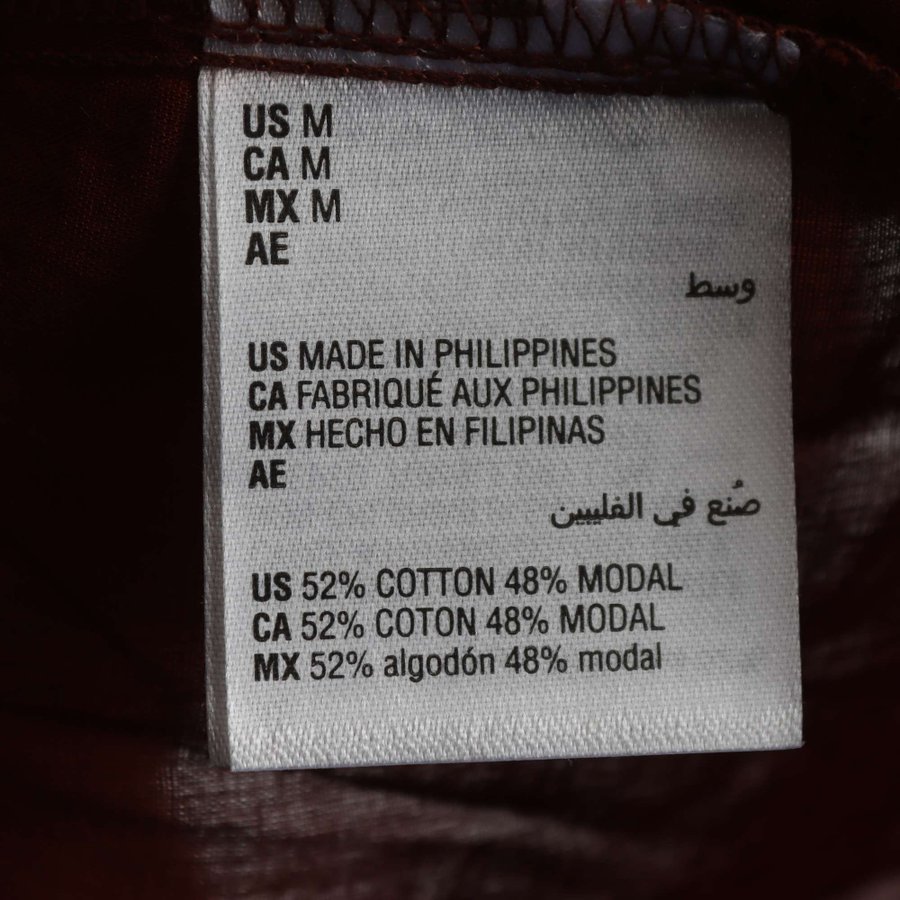 US M
CA M
MX M
AE
وسط
US MADE IN PHILIPPINES
CA FABRIQUÉ AUX PHILIPPINES
MX HECHO EN FILIPINAS
AE
صُنع في الفليبين
US 52% COTTON 48% MODAL
CA 52% COTON 48% MODAL
MX 52% algodón 48% modal